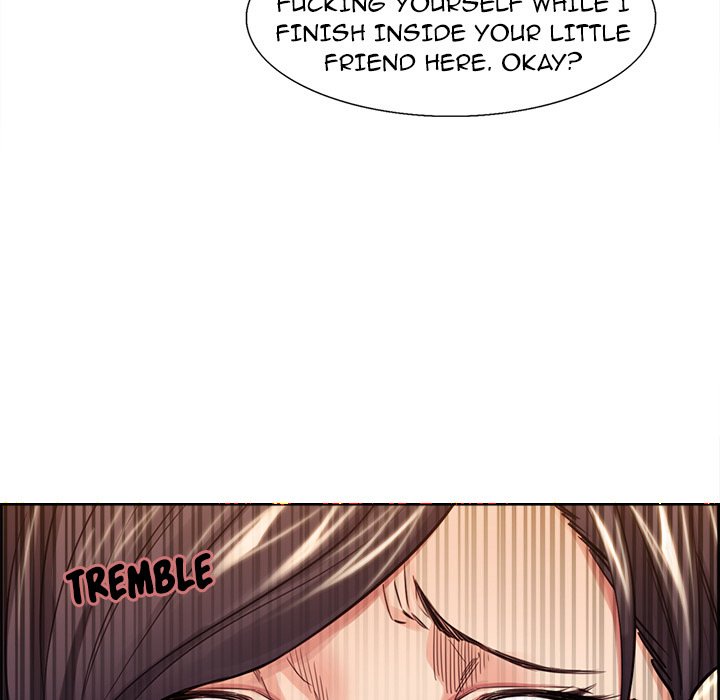 FUCKING YOURSELF WHILE I
FINISH INSIDE YOUR LITTLE
FRIEND HERE. OKAY?
TREMBLE